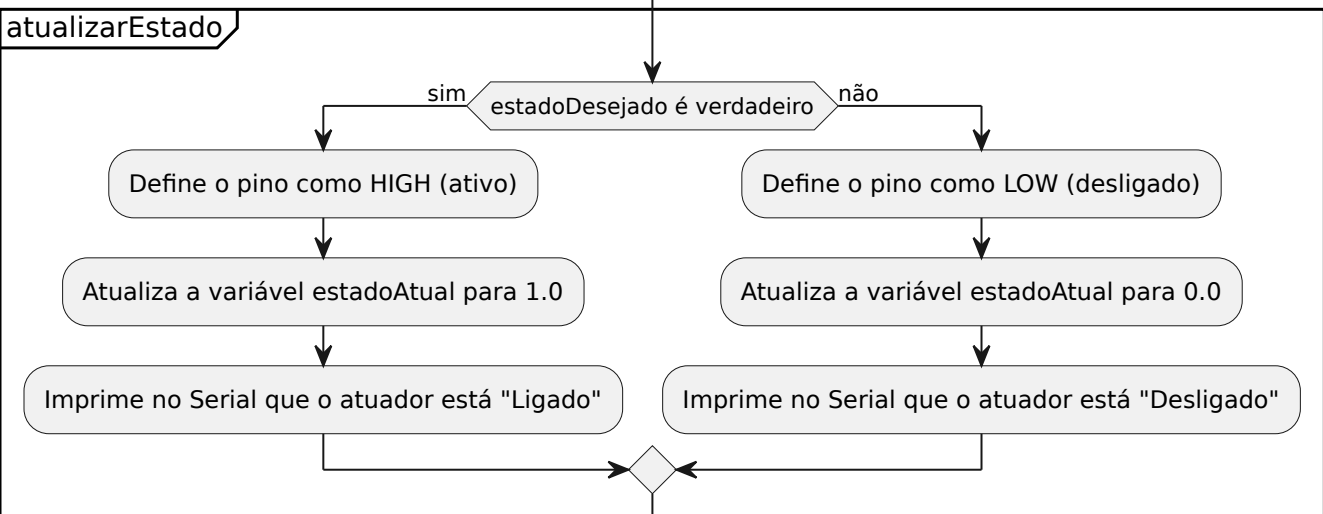 atualizarEstado
sim
estadoDesejado é verdadeiro
não
Define o pino como HIGH (ativo)
Define o pino como LOW (desligado)
Atualiza a variável estadoAtual para 1.0
Atualiza a variável estadoAtual para 0.0
Imprime no Serial que o atuador está "Ligado"
Imprime no Serial que o atuador está "Desligado"